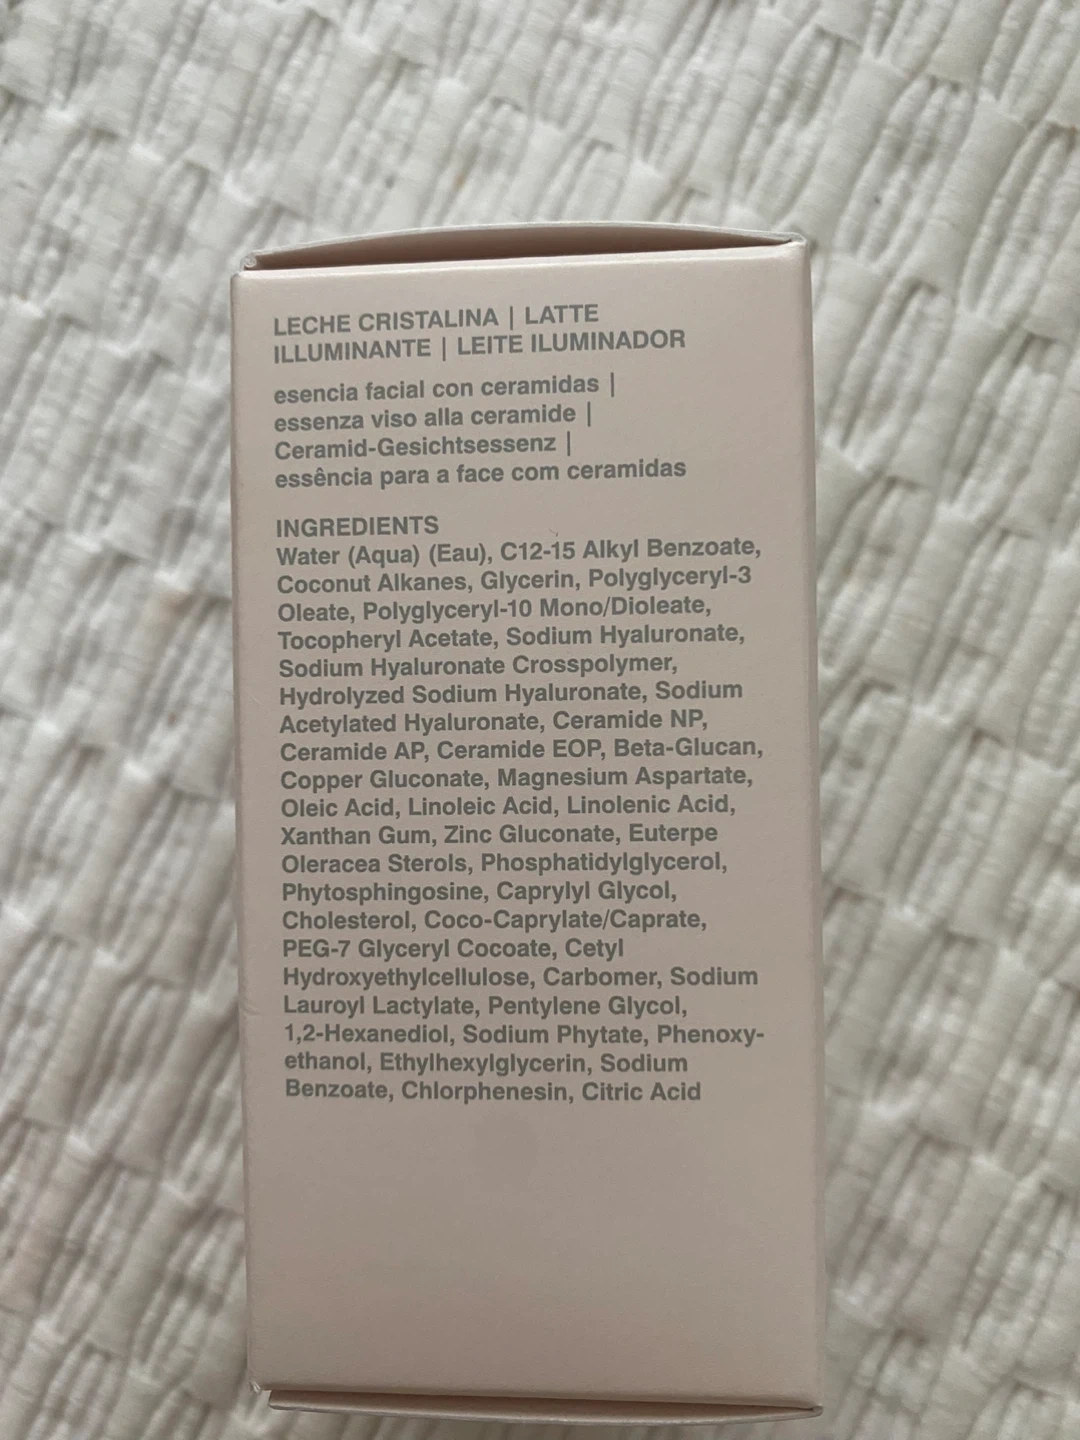 LECHE CRISTALINA | LATTE
ILLUMINANTE | LEITE ILUMINADOR
esencia facial con ceramidas |
essenza viso alla ceramide |
Ceramid-Gesichtsessenz |
essência para a face com ceramidas
INGREDIENTS
Water (Aqua) (Eau), C12-15 Alkyl Benzoate,
Coconut Alkanes, Glycerin, Polyglyceryl-3
Oleate, Polyglyceryl-10 Mono/Dioleate,
Tocopheryl Acetate, Sodium Hyaluronate,
Sodium Hyaluronate Crosspolymer,
Hydrolyzed Sodium Hyaluronate, Sodium
Acetylated Hyaluronate, Ceramide NP,
Ceramide AP, Ceramide EOP, Beta-Glucan,
Copper Gluconate, Magnesium Aspartate,
Oleic Acid, Linoleic Acid, Linolenic Acid,
Xanthan Gum, Zinc Gluconate, Euterpe
Oleracea Sterols, Phosphatidylglycerol,
Phytosphingosine, Caprylyl Glycol,
Cholesterol, Coco-Caprylate/Caprate,
PEG-7 Glyceryl Cocoate, Cetyl
Hydroxyethylcellulose, Carbomer, Sodium
Lauroyl Lactylate, Pentylene Glycol,
1,2-Hexanediol, Sodium Phytate, Phenoxy-
ethanol, Ethylhexylglycerin, Sodium
Benzoate, Chlorphenesin, Citric Acid